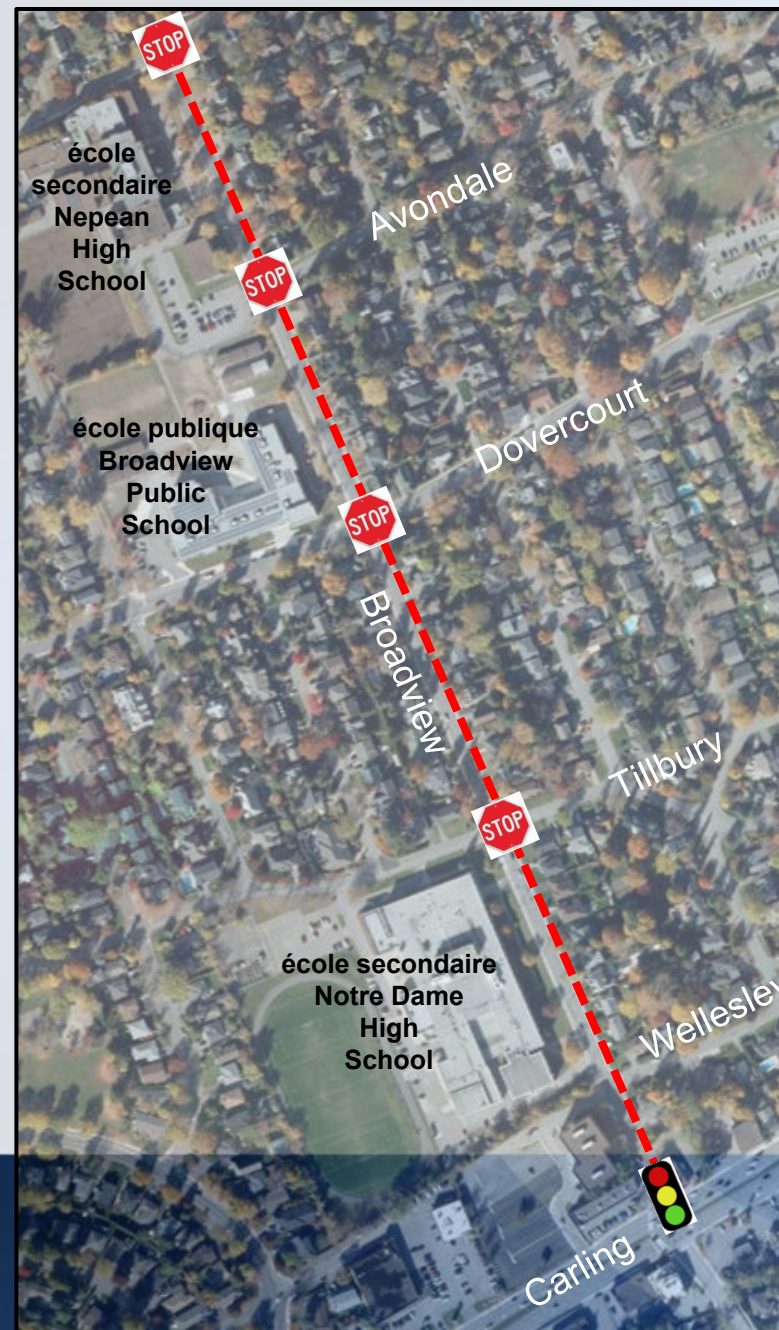 STOP
école
secondaire
Nepean
High
School
Avondale
STOP
école publique
Broadview
Public
School
Dovercourt
STOP
Broadview
Tillbury
STOP
école secondaire
Notre Dame
High
School
Wellesley
Carling